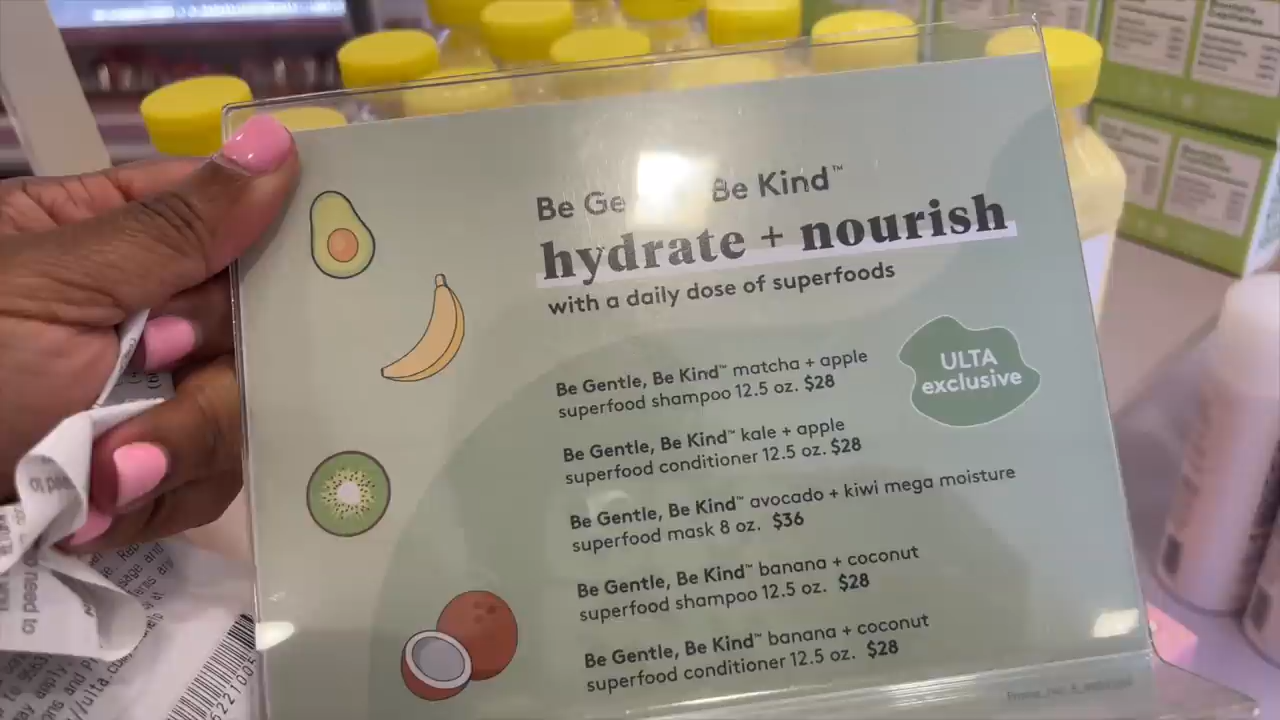 Be Ge Be Kind™
hydrate + nourish
with a daily dose of superfoods
ULTA
exclusive
Be Gentle, Be Kind™ matcha + apple
superfood shampoo 12.5 oz. $28
Be Gentle, Be Kind™ kale + apple
superfood conditioner 12.5 oz. $28
Be Gentle, Be Kind™ avocado + kiwi mega moisture
superfood mask 8 oz. $36
Be Gentle, Be Kind™ banana + coconut
superfood shampoo 12.5 oz. $28
Be Gentle, Be Kind™ banana + coconut
superfood conditioner 12.5 oz. $28
need to